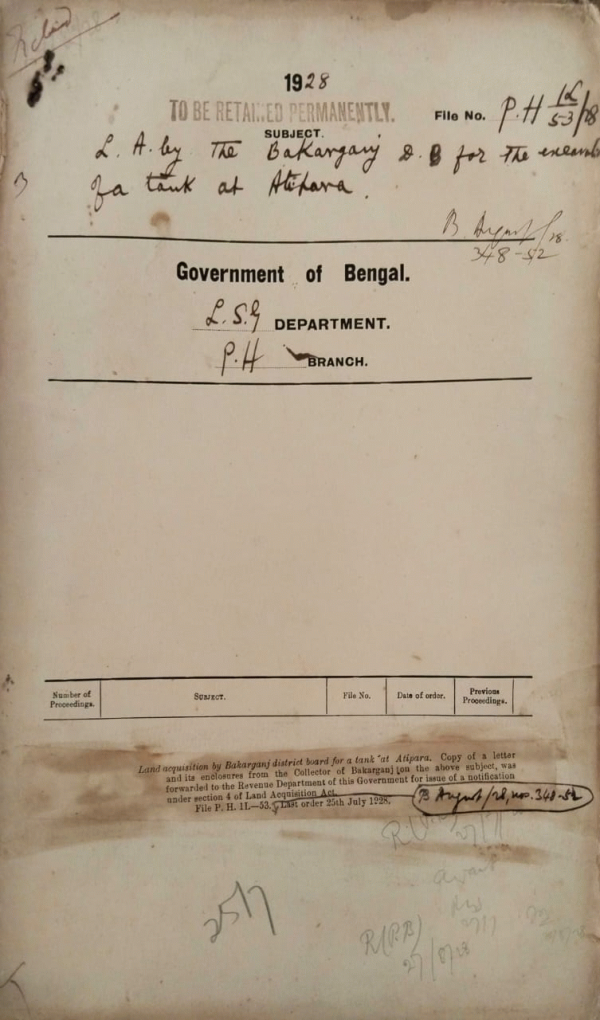 1928
TO BE RETAINED PERMANENTLY.
File No. P.H 1L/53/28
SUBJECT.
L. A. by The Bakarganj D. B for the
of a tank at Atipara.
B August/28.
348-52
Government of Bengal.
L.S.G DEPARTMENT.
P.H BRANCH.
Number of Proceedings. SUBJECT. File No. Date of order. Previous Proceedings.
Land acquisition by Bakarganj district board for a tank at Atipara. Copy of a letter
and its enclosures from the Collector of Bakarganj on the above subject, was
forwarded to the Revenue Department of this Government for issue of a notification
under section 4 of Land Acquisition Act.
File P. H. 1L—53. Last order 25th July 1928.
B August/28, nos. 348-52
25/7
R(P.B)